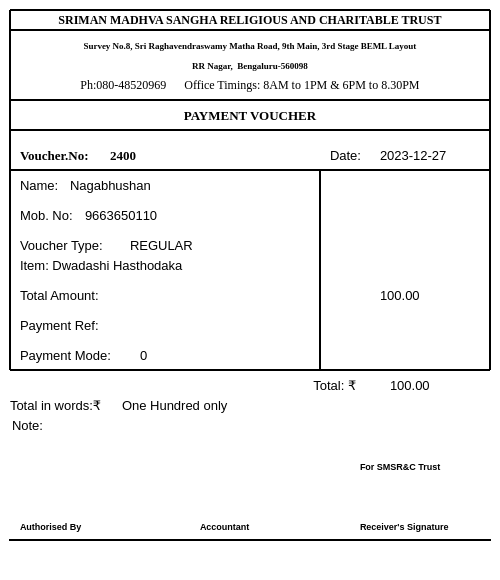 SRIMAN MADHVA SANGHA RELIGIOUS AND CHARITABLE TRUST
Survey No.8, Sri Raghavendraswamy Matha Road, 9th Main, 3rd Stage BEML Layout
RR Nagar, Bengaluru-560098
Ph:080-48520969 Office Timings: 8AM to 1PM & 6PM to 8.30PM
PAYMENT VOUCHER
Voucher.No: 2400 Date: 2023-12-27
Name: Nagabhushan
Mob. No: 9663650110
Voucher Type: REGULAR
Item: Dwadashi Hasthodaka
Total Amount: 100.00
Payment Ref:
Payment Mode: 0
Total: ₹ 100.00
Total in words:₹ One Hundred only
Note:
For SMSR&C Trust
Authorised By Accountant Receiver's Signature